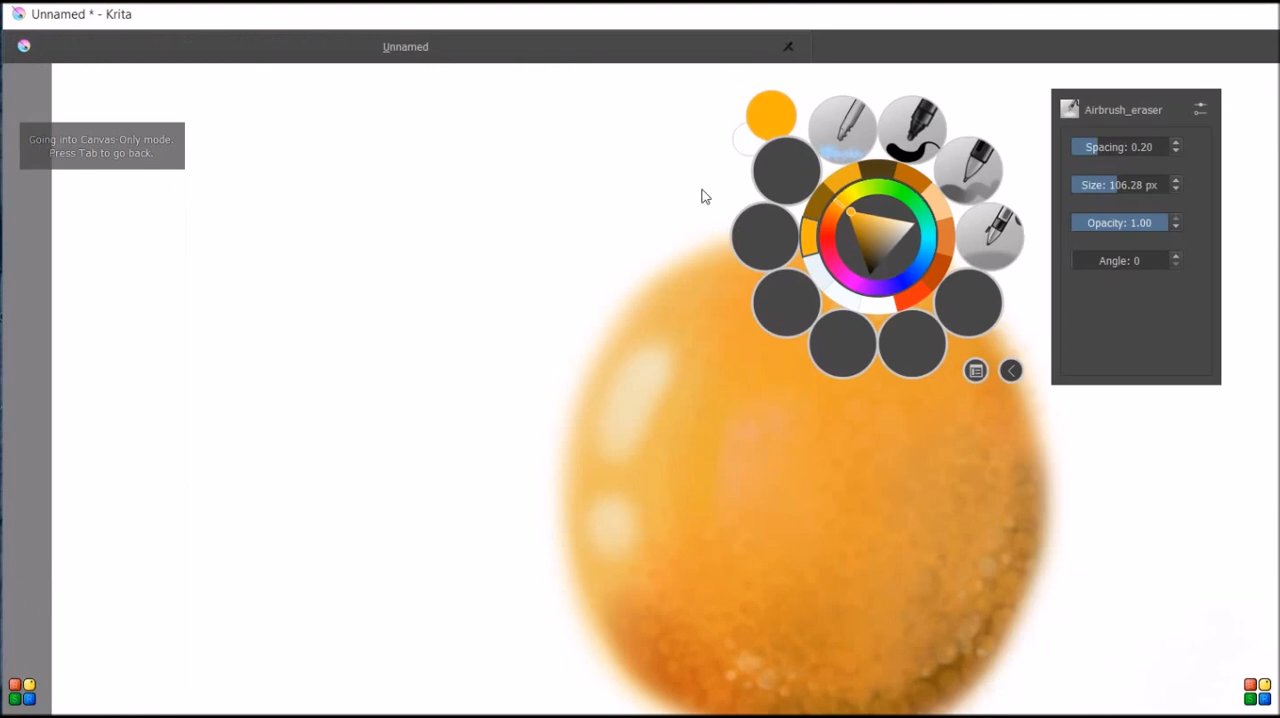 Unnamed * - Krita
Unnamed
Going into Canvas-Only mode.
Press Tab to go back.
Airbrush_eraser
Spacing: 0.20
Size: 106.28 px
Opacity: 1.00
Angle: 0